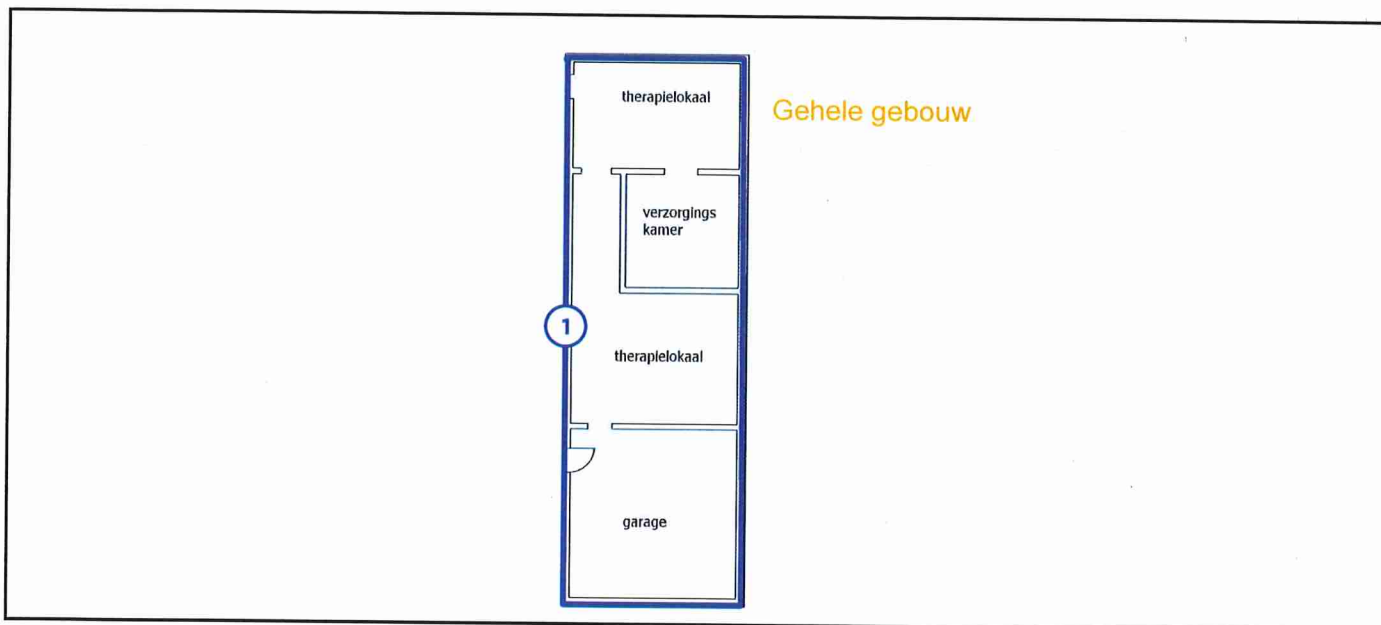 therapielokaal
Gehele gebouw
verzorgings
kamer
1
therapielokaal
garage